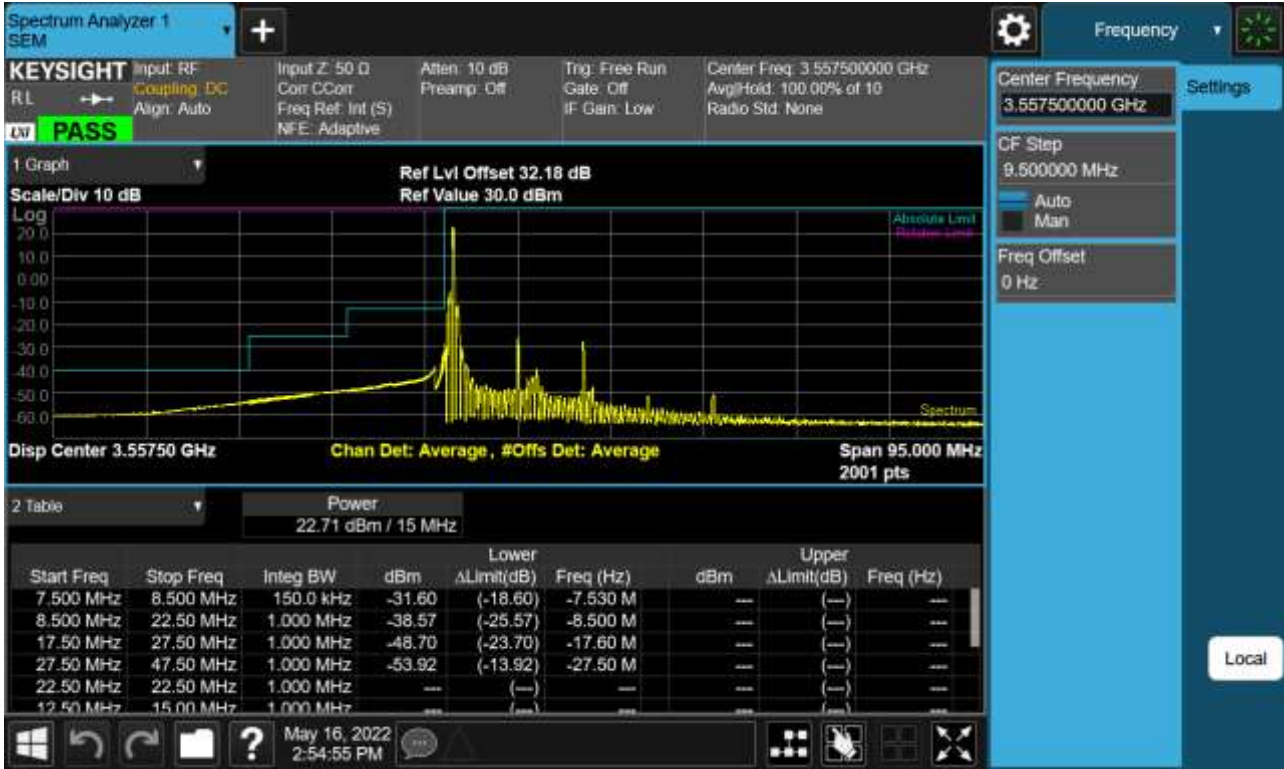 Spectrum Analyzer 1
SEM
+
Frequency
KEYSIGHT
RL
LXI
PASS
Input: RF
Coupling: DC
Align: Auto
Input Z: 50 Ω
Corr CCorr
Freq Ref: Int (S)
NFE: Adaptive
Atten: 10 dB
Preamp: Off
Trig: Free Run
Gate: Off
IF Gain: Low
Center Freq: 3.557500000 GHz
Avg|Hold: 100.00% of 10
Radio Std: None
Center Frequency
3.557500000 GHz
Settings
CF Step
9.500000 MHz
Auto
Man
Freq Offset
0 Hz
Local
1 Graph
Scale/Div 10 dB
Ref Lvl Offset 32.18 dB
Ref Value 30.0 dBm
Log
20.0
10.0
0.00
-10.0
-20.0
-30.0
-40.0
-50.0
-60.0
Absolute Limit
Relative Limit
Spectrum
Disp Center 3.55750 GHz
Chan Det: Average, #Offs Det: Average
Span 95.000 MHz
2001 pts
2 Table
Power
22.71 dBm / 15 MHz
Lower Upper
Start Freq Stop Freq Integ BW dBm ΔLimit(dB) Freq (Hz) dBm ΔLimit(dB) Freq (Hz)
7.500 MHz 8.500 MHz 150.0 kHz -31.60 (-18.60) -7.530 M --- (---) ---
8.500 MHz 22.50 MHz 1.000 MHz -38.57 (-25.57) -8.500 M --- (---) ---
17.50 MHz 27.50 MHz 1.000 MHz -48.70 (-23.70) -17.60 M --- (---) ---
27.50 MHz 47.50 MHz 1.000 MHz -53.92 (-13.92) -27.50 M --- (---) ---
22.50 MHz 22.50 MHz 1.000 MHz --- (---) --- --- (---) ---
12.50 MHz 15.00 MHz 1.000 MHz --- (---) --- --- (---) ---
?
May 16, 2022
2:54:55 PM